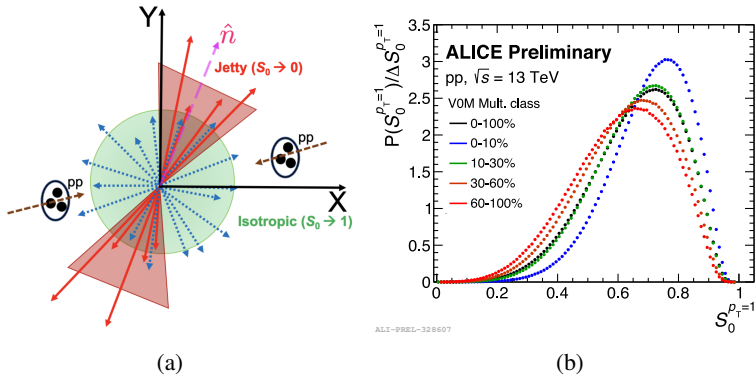 Y
n̂
Jetty (S₀ → 0)
pp
pp
X
Isotropic (S₀ → 1)
(a)
P(S₀^{p_T=1})/ΔS₀^{p_T=1}
3.5
3
2.5
2
1.5
1
0.5
0
ALICE Preliminary
pp, √s = 13 TeV
V0M Mult. class
0-100%
0-10%
10-30%
30-60%
60-100%
0 0.2 0.4 0.6 0.8 1
S₀^{p_T=1}
ALI-PREL-328607
(b)